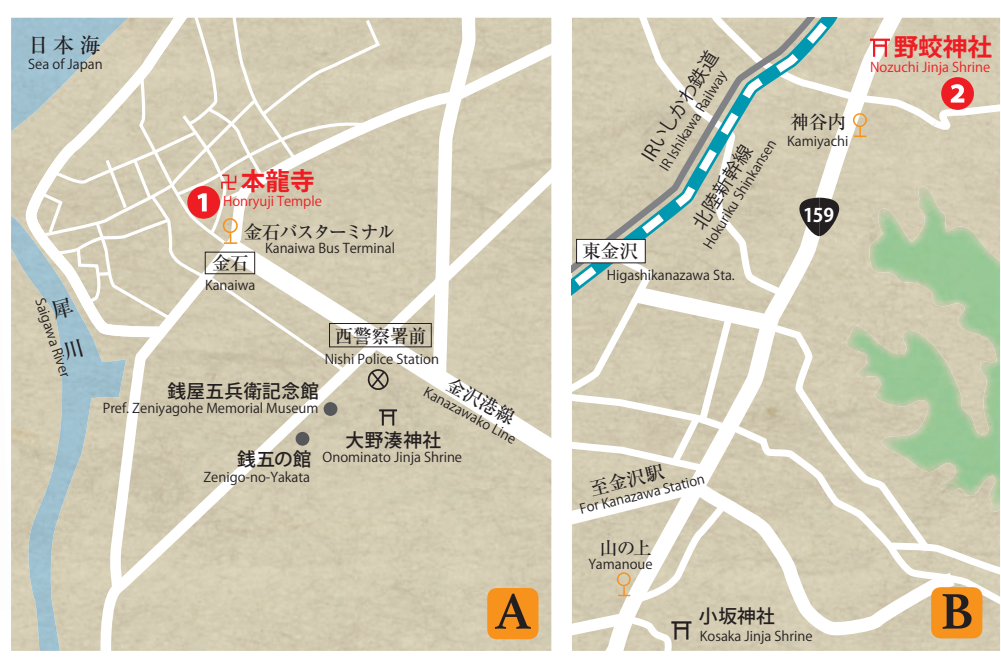 日本海
Sea of Japan
卍本龍寺
Honryuji Temple
1
金石バスターミナル
Kanaiwa Bus Terminal
金石
Kanaiwa
犀川
Saigawa River
西警察署前
Nishi Police Station
銭屋五兵衛記念館
Pref. Zeniyagohe Memorial Museum
金沢港線
Kanazawako Line
大野湊神社
Onominato Jinja Shrine
銭五の館
Zenigo-no-Yakata
A
野蛟神社
Nozuchi Jinja Shrine
2
IRいしかわ鉄道
IR Ishikawa Railway
神谷内
Kamiyachi
北陸新幹線
Hokuriku Shinkansen
159
東金沢
Higashikanazawa Sta.
至金沢駅
For Kanazawa Station
山の上
Yamanoue
小坂神社
Kosaka Jinja Shrine
B